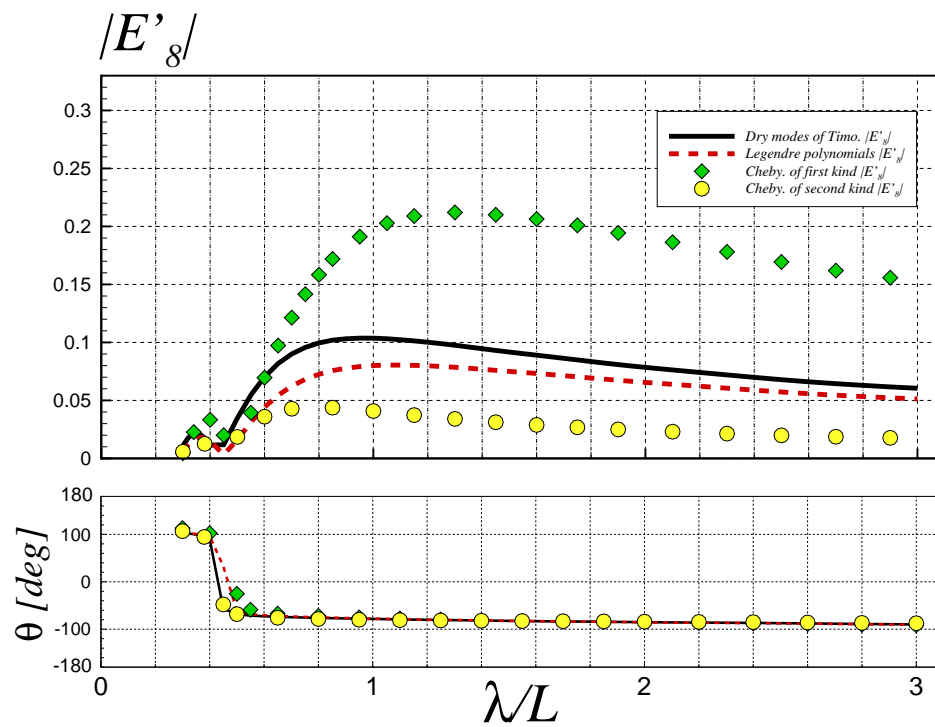 |E'₈|
0.3
0.25
0.2
0.15
0.1
0.05
0
Dry modes of Timo. |E'₈|
Legendre polynomials |E'₈|
Cheby. of first kind |E'₈|
Cheby. of second kind |E'₈|
θ [deg]
180
100
0
-100
-180
0
1
2
3
λ/L